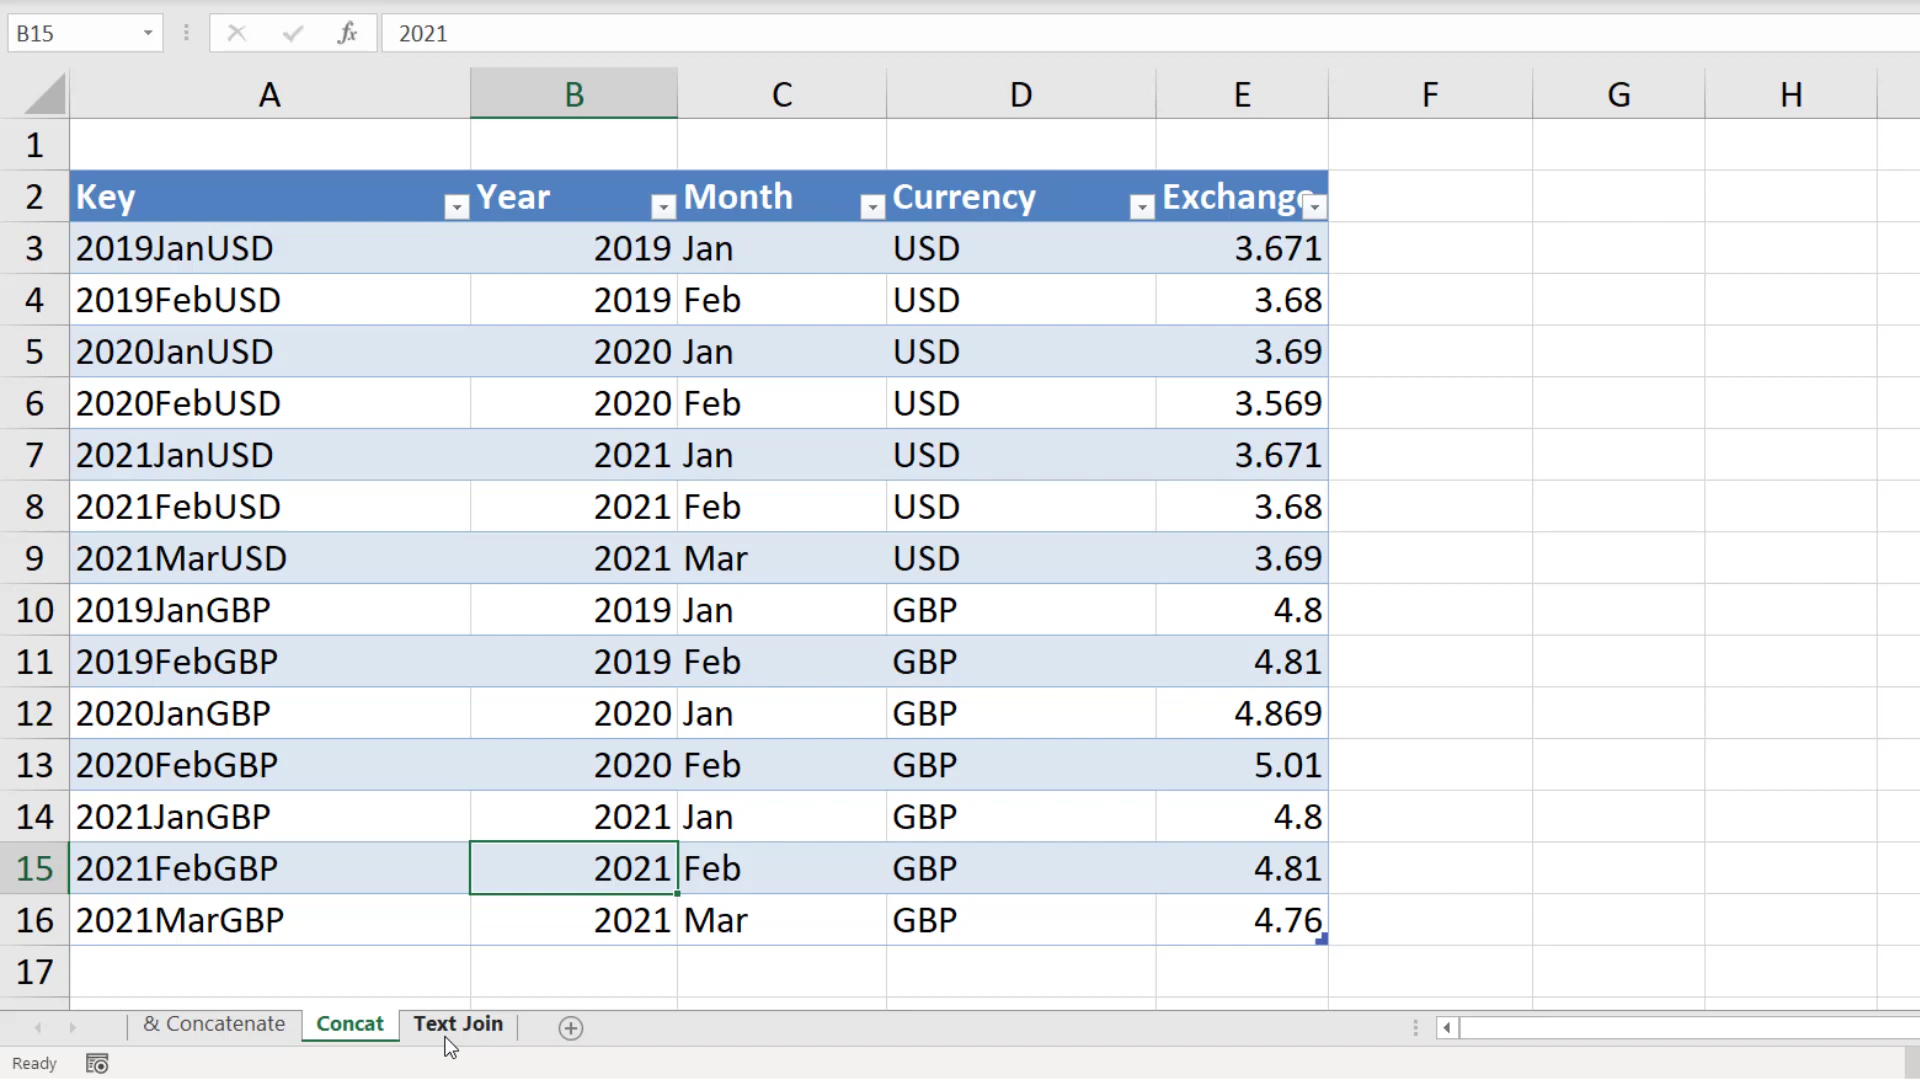 B15 fx 2021
A B C D E F G H
1
2 Key Year Month Currency Exchange
3 2019JanUSD 2019 Jan USD 3.671
4 2019FebUSD 2019 Feb USD 3.68
5 2020JanUSD 2020 Jan USD 3.69
6 2020FebUSD 2020 Feb USD 3.569
7 2021JanUSD 2021 Jan USD 3.671
8 2021FebUSD 2021 Feb USD 3.68
9 2021MarUSD 2021 Mar USD 3.69
10 2019JanGBP 2019 Jan GBP 4.8
11 2019FebGBP 2019 Feb GBP 4.81
12 2020JanGBP 2020 Jan GBP 4.869
13 2020FebGBP 2020 Feb GBP 5.01
14 2021JanGBP 2021 Jan GBP 4.8
15 2021FebGBP 2021 Feb GBP 4.81
16 2021MarGBP 2021 Mar GBP 4.76
17
& Concatenate Concat Text Join
Ready